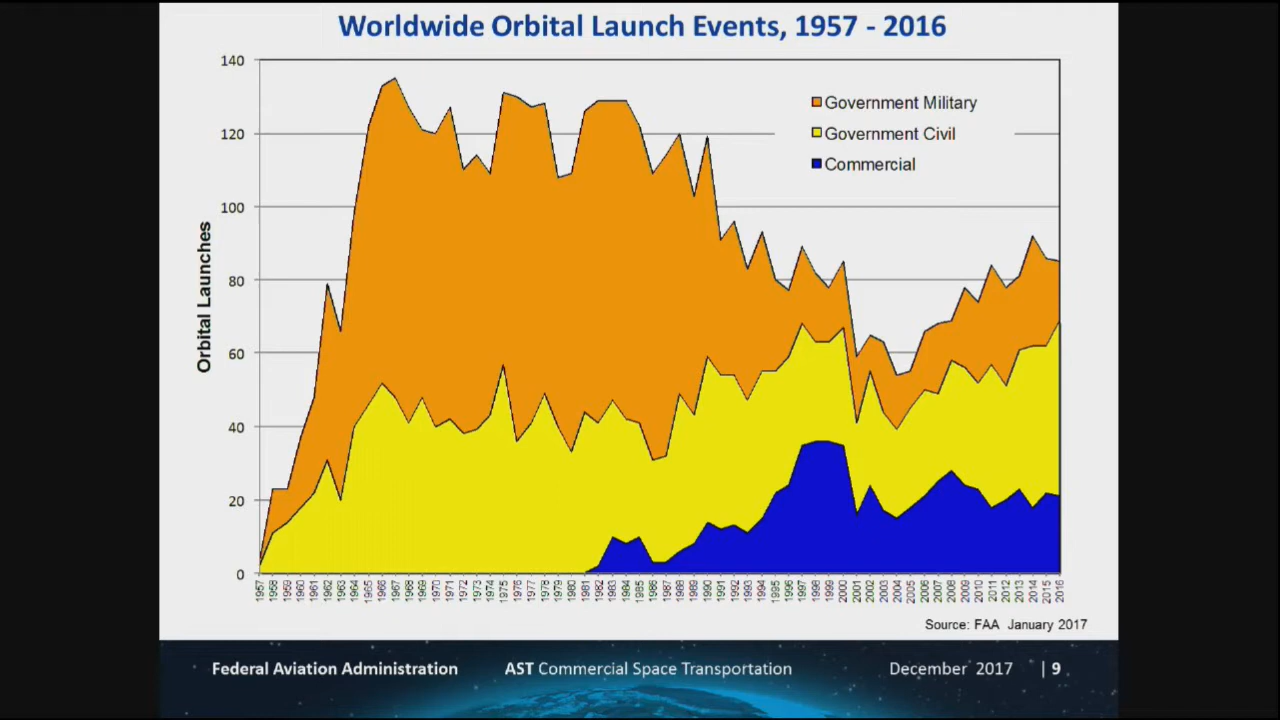 Worldwide Orbital Launch Events, 1957 - 2016
Orbital Launches
140
120
100
80
60
40
20
0
Government Military
Government Civil
Commercial
1957 1958 1959 1960 1961 1962 1963 1964 1965 1966 1967 1968 1969 1970 1971 1972 1973 1974 1975 1976 1977 1978 1979 1980 1981 1982 1983 1984 1985 1986 1987 1988 1989 1990 1991 1992 1993 1994 1995 1996 1997 1998 1999 2000 2001 2002 2003 2004 2005 2006 2007 2008 2009 2010 2011 2012 2013 2014 2015 2016
Source: FAA January 2017
Federal Aviation Administration AST Commercial Space Transportation December 2017 | 9